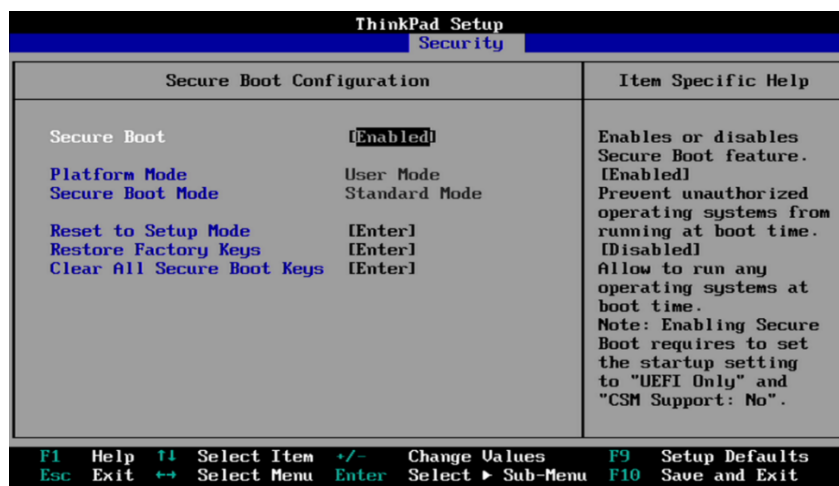 ThinkPad Setup
Security
Secure Boot Configuration
Item Specific Help
Secure Boot [Enabled]
Platform Mode User Mode
Secure Boot Mode Standard Mode
Reset to Setup Mode [Enter]
Restore Factory Keys [Enter]
Clear All Secure Boot Keys [Enter]
Enables or disables
Secure Boot feature.
[Enabled]
Prevent unauthorized
operating systems from
running at boot time.
[Disabled]
Allow to run any
operating systems at
boot time.
Note: Enabling Secure
Boot requires to set
the startup setting
to "UEFI Only" and
"CSM Support: No".
F1 Help ↑↓ Select Item +/- Change Values F9 Setup Defaults
Esc Exit ↔ Select Menu Enter Select ▶ Sub-Menu F10 Save and Exit